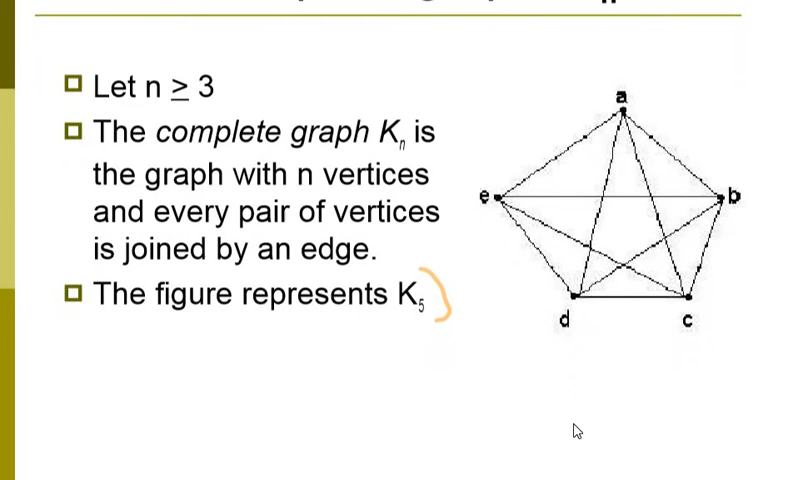 Let n ≥ 3
The complete graph Kₙ is
the graph with n vertices
and every pair of vertices
is joined by an edge.
The figure represents K₅
a
e
b
d
c